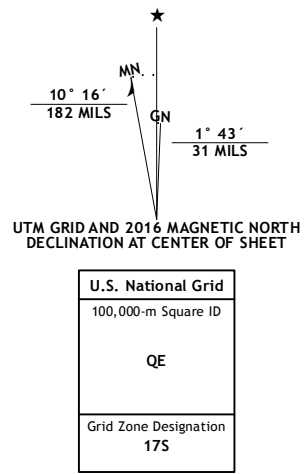 ★
MN
10° 16´
182 MILS
GN
1° 43´
31 MILS
UTM GRID AND 2016 MAGNETIC NORTH
DECLINATION AT CENTER OF SHEET
U.S. National Grid
100,000-m Square ID
QE
Grid Zone Designation
17S